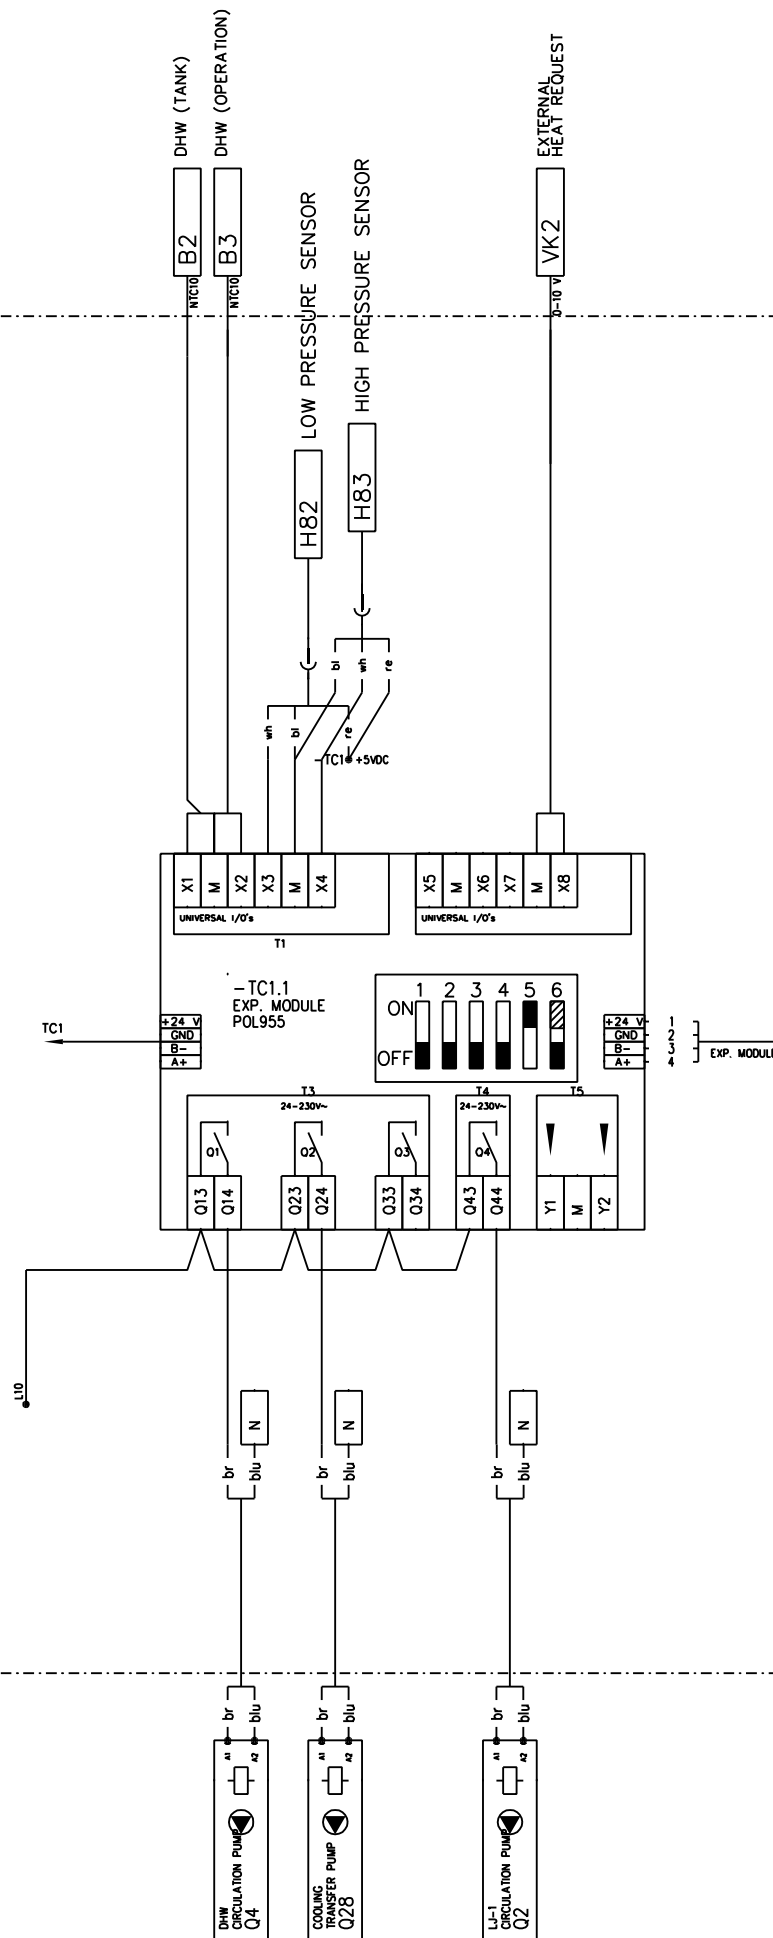 DHW (TANK)
DHW (OPERATION)
EXTERNAL
HEAT REQUEST
B2
B3
VK2
NTC10
NTC10
0-10 V
LOW PRESSURE SENSOR
HIGH PRESSURE SENSOR
H82
H83
bl
wh
re
wh
bl
re
TC1
+5VDC
X1
M
X2
X3
M
X4
X5
M
X6
X7
M
X8
UNIVERSAL I/O's
UNIVERSAL I/O's
T1
-TC1.1
EXP. MODULE
POL955
1 2 3 4 5 6
ON
OFF
TC1
+24 V
GND
B-
A+
+24 V
GND
B-
A+
1
2
3
4
EXP. MODULE
T3
24-230V~
T4
24-230V~
T5
Q1
Q2
Q3
Q4
Q13
Q14
Q23
Q24
Q33
Q34
Q43
Q44
Y1
M
Y2
L10
N
N
N
br
blu
br
blu
br
blu
br
blu
br
blu
br
blu
A1
A2
A1
A2
A1
A2
DHW
CIRCULATION PUMP
Q4
COOLING
TRANSFER PUMP
Q28
LJ-1
CIRCULATION PUMP
Q2